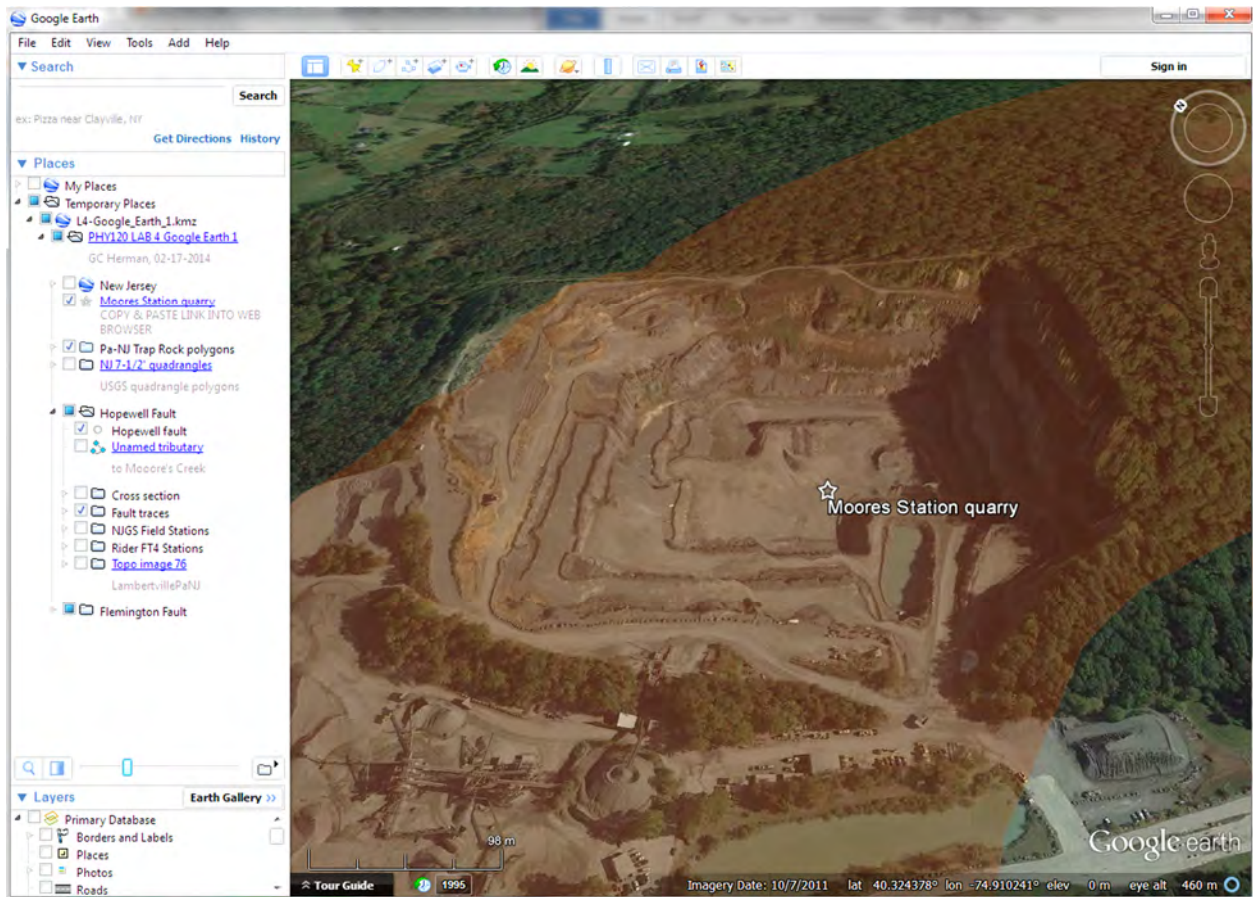 Google Earth
File Edit View Tools Add Help
▼ Search
Sign in
Search
ex: Pizza near Clayville, NY
Get Directions History
▼ Places
My Places
Temporary Places
L4-Google_Earth_1.kmz
PHY120 LAB 4 Google Earth 1
GC Herman, 02-17-2014
New Jersey
Moores Station quarry
COPY & PASTE LINK INTO WEB
BROWSER
Pa-NJ Trap Rock polygons
NJ 7-1/2' quadrangles
USGS quadrangle polygons
Hopewell Fault
Hopewell fault
Unamed tributary
to Mooore's Creek
Cross section
Fault traces
NJGS Field Stations
Rider FT4 Stations
Topo image 76
LambertvillePaNJ
Flemington Fault
▼ Layers
Earth Gallery >>
Primary Database
Borders and Labels
Places
Photos
Roads
Moores Station quarry
98 m
Google earth
Tour Guide
1995
Imagery Date: 10/7/2011 lat 40.324378° lon -74.910241° elev 0 m eye alt 460 m